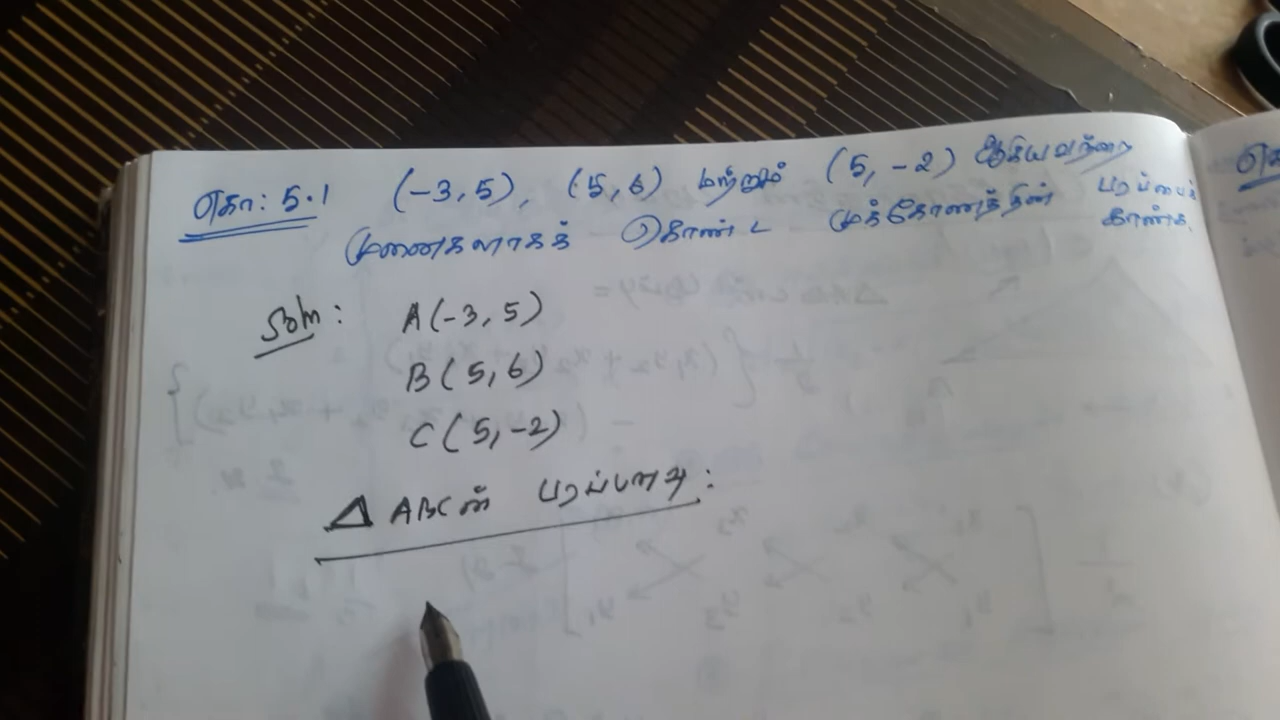 எகா: 5.1 (-3,5), (5,6) மற்றும் (5,-2) ஆகியவற்றை
முனைகளாகக் கொண்ட முக்கோணத்தின் பரப்பைக் காண்க.
Soln: A(-3,5)
B(5,6)
C(5,-2)
Δ ABCன் பரப்பளவு: